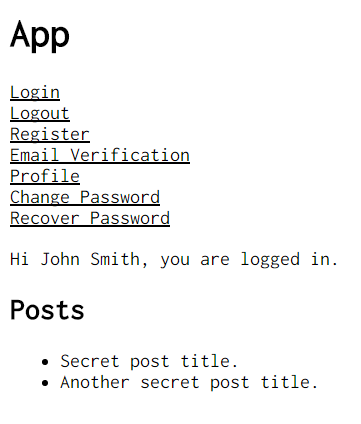 App
Login
Logout
Register
Email Verification
Profile
Change Password
Recover Password
Hi John Smith, you are logged in.
Posts
Secret post title.
Another secret post title.